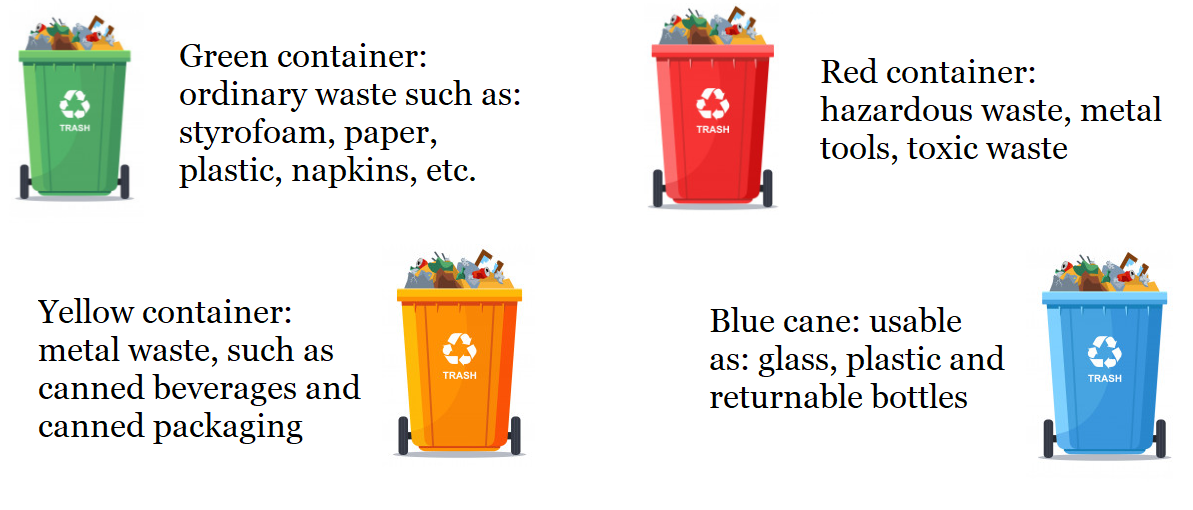 TRASH
Green container:
ordinary waste such as:
styrofoam, paper,
plastic, napkins, etc.
TRASH
Red container:
hazardous waste, metal
tools, toxic waste
Yellow container:
metal waste, such as
canned beverages and
canned packaging
TRASH
Blue cane: usable
as: glass, plastic and
returnable bottles
TRASH